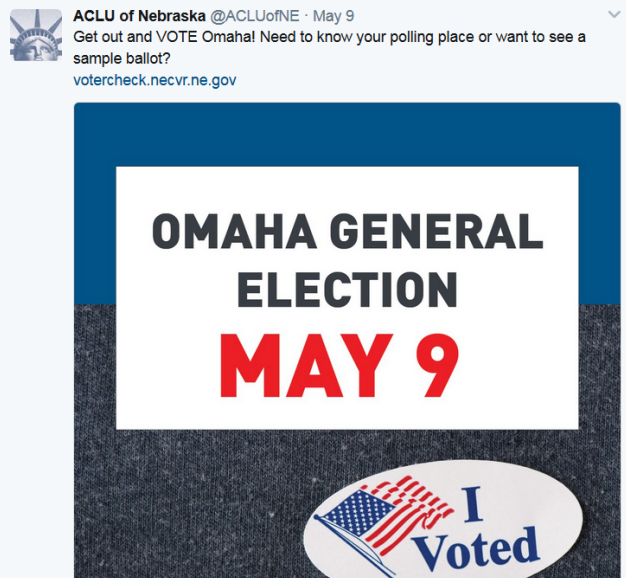 ACLU of Nebraska @ACLUofNE · May 9
Get out and VOTE Omaha! Need to know your polling place or want to see a
sample ballot?
votercheck.necvr.ne.gov
OMAHA GENERAL
ELECTION
MAY 9
I
Voted